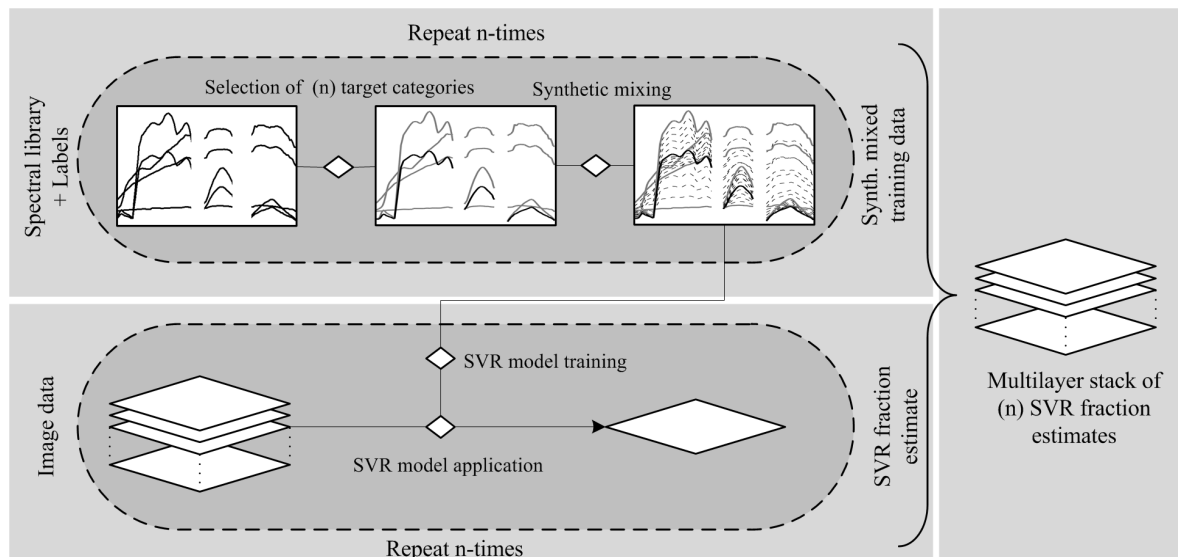 Repeat n-times
Selection of (n) target categories
Synthetic mixing
Spectral library
+ Labels
Synth. mixed
training data
Image data
SVR model training
SVR model application
SVR fraction
estimate
Repeat n-times
Multilayer stack of
(n) SVR fraction
estimates